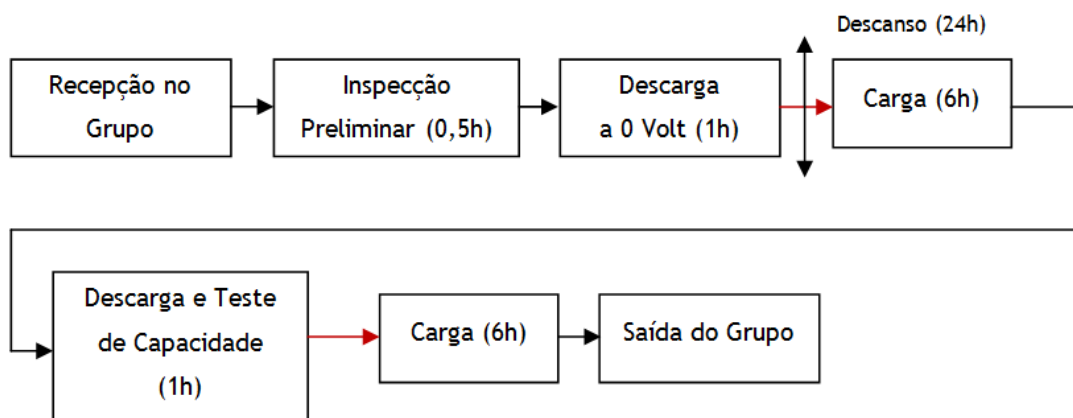 Descanso (24h)
Recepção no
Grupo
Inspecção
Preliminar (0,5h)
Descarga
a 0 Volt (1h)
Carga (6h)
Descarga e Teste
de Capacidade
(1h)
Carga (6h)
Saída do Grupo